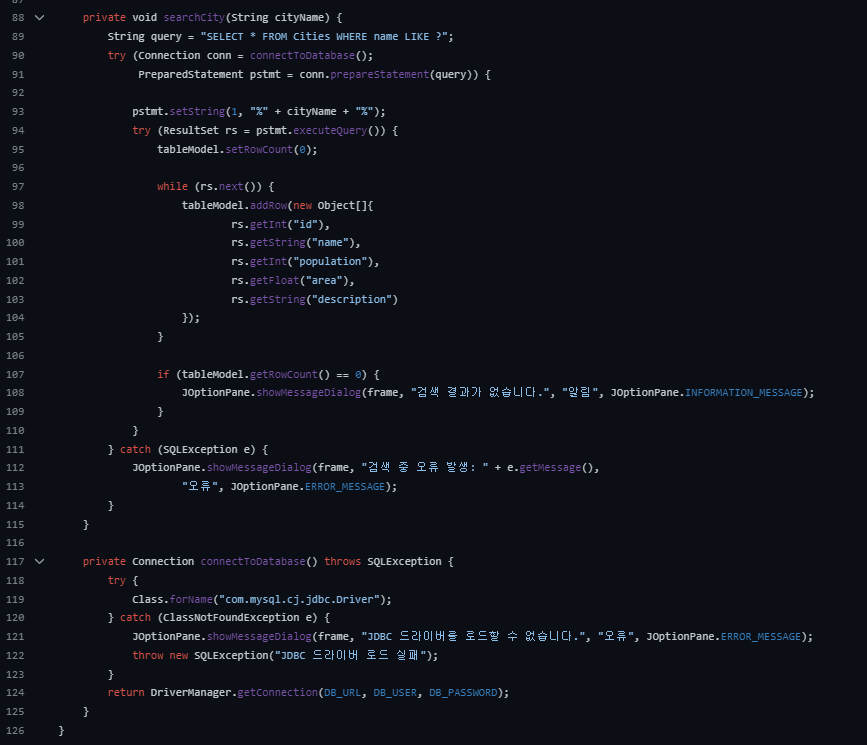 87
88 private void searchCity(String cityName) {
89 String query = "SELECT * FROM Cities WHERE name LIKE ?";
90 try (Connection conn = connectToDatabase();
91 PreparedStatement pstmt = conn.prepareStatement(query)) {
92
93 pstmt.setString(1, "%" + cityName + "%");
94 try (ResultSet rs = pstmt.executeQuery()) {
95 tableModel.setRowCount(0);
96
97 while (rs.next()) {
98 tableModel.addRow(new Object[]{
99 rs.getInt("id"),
100 rs.getString("name"),
101 rs.getInt("population"),
102 rs.getFloat("area"),
103 rs.getString("description")
104 });
105 }
106
107 if (tableModel.getRowCount() == 0) {
108 JOptionPane.showMessageDialog(frame, "검색 결과가 없습니다.", "알림", JOptionPane.INFORMATION_MESSAGE);
109 }
110 }
111 } catch (SQLException e) {
112 JOptionPane.showMessageDialog(frame, "검색 중 오류 발생: " + e.getMessage(),
113 "오류", JOptionPane.ERROR_MESSAGE);
114 }
115 }
116
117 private Connection connectToDatabase() throws SQLException {
118 try {
119 Class.forName("com.mysql.cj.jdbc.Driver");
120 } catch (ClassNotFoundException e) {
121 JOptionPane.showMessageDialog(frame, "JDBC 드라이버를 로드할 수 없습니다.", "오류", JOptionPane.ERROR_MESSAGE);
122 throw new SQLException("JDBC 드라이버 로드 실패");
123 }
124 return DriverManager.getConnection(DB_URL, DB_USER, DB_PASSWORD);
125 }
126 }